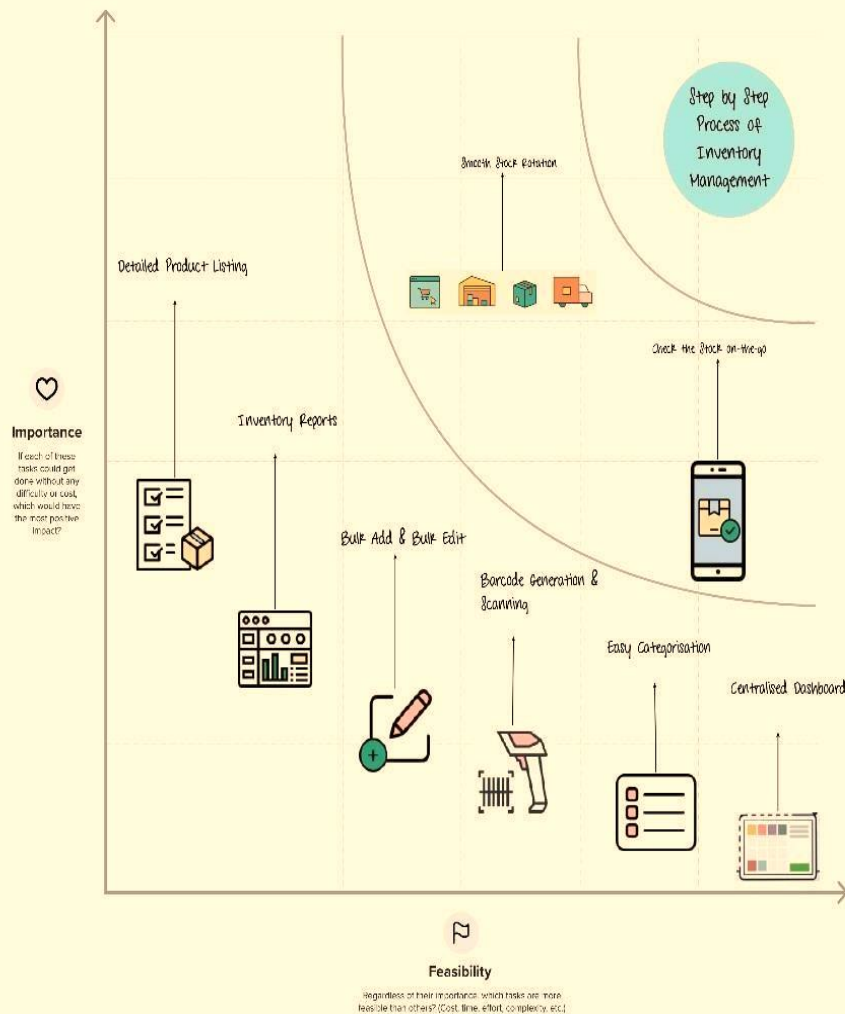 Step by Step
Process of
Inventory
Management
Smooth Stock Rotation
Detailed Product Listing
Check the Stock on-the-go
Importance
If each of these
tasks could get
done without any
difficulty or cost,
which would have
the most positive
impact?
Inventory Reports
Bulk Add & Bulk Edit
Barcode Generation &
Scanning
Easy Categorisation
Centralised Dashboard
Feasibility
Regardless of their importance, which tasks are more
feasible than others? (Cost, time, effort, complexity, etc.)